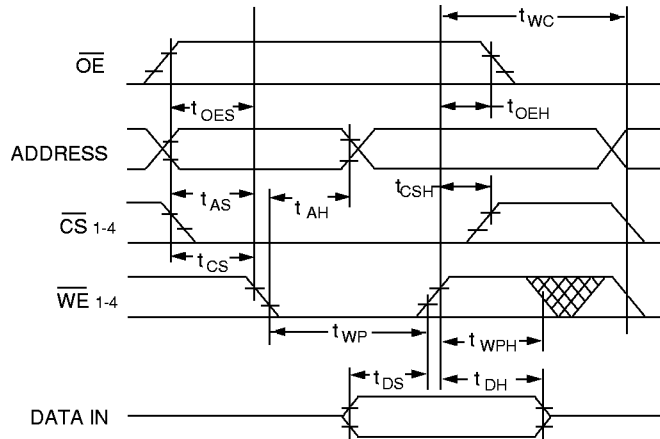 tWC
OE
tOES
tOEH
ADDRESS
tAS
tAH
tCSH
CS 1-4
tCS
WE 1-4
tWP
tWPH
tDS
tDH
DATA IN